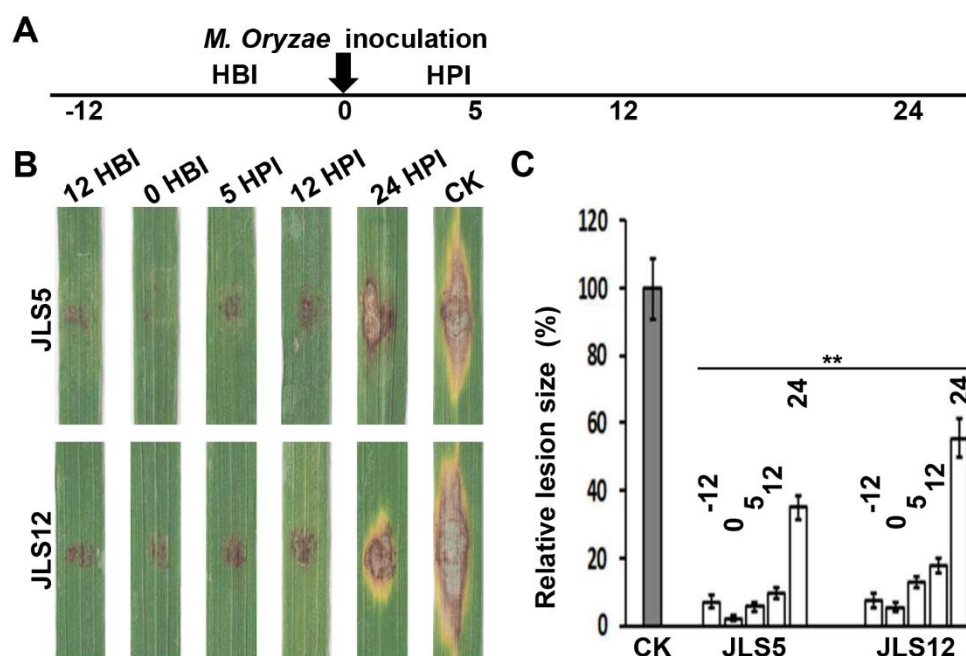 A
M. Oryzae inoculation
HBI HPI
-12 0 5 12 24
B
12 HBI 0 HBI 5 HPI 12 HPI 24 HPI CK
JLS5
JLS12
C
Relative lesion size (%)
120
100
80
60
40
20
0
**
-12 0 5 12 24
-12 0 5 12 24
CK JLS5 JLS12